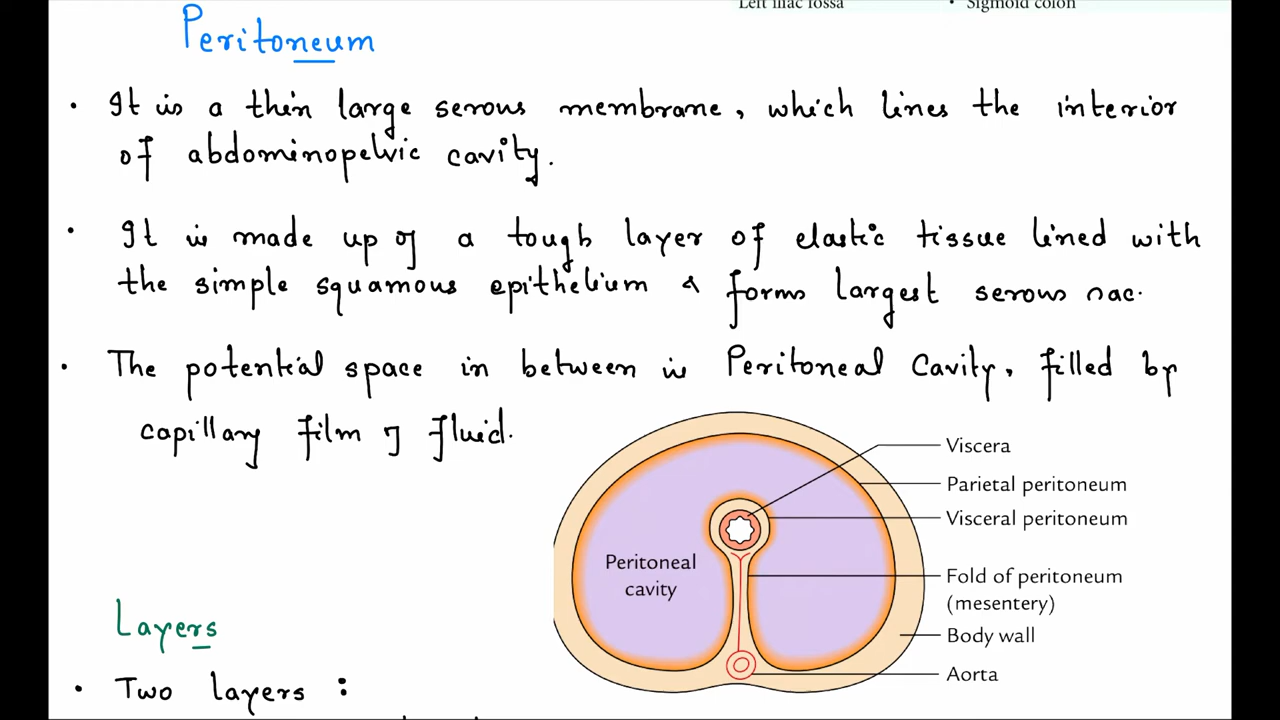 Left iliac fossa • Sigmoid colon
Peritoneum
• It is a thin large serous membrane, which lines the interior
of abdominopelvic cavity.
• It is made up of a tough layer of elastic tissue lined with
the simple squamous epithelium & forms largest serous sac.
• The potential space in between is Peritoneal Cavity, filled by
capillary film of fluid.
Viscera
Parietal peritoneum
Visceral peritoneum
Peritoneal
cavity
Fold of peritoneum
(mesentery)
Body wall
Aorta
Layers
• Two layers :